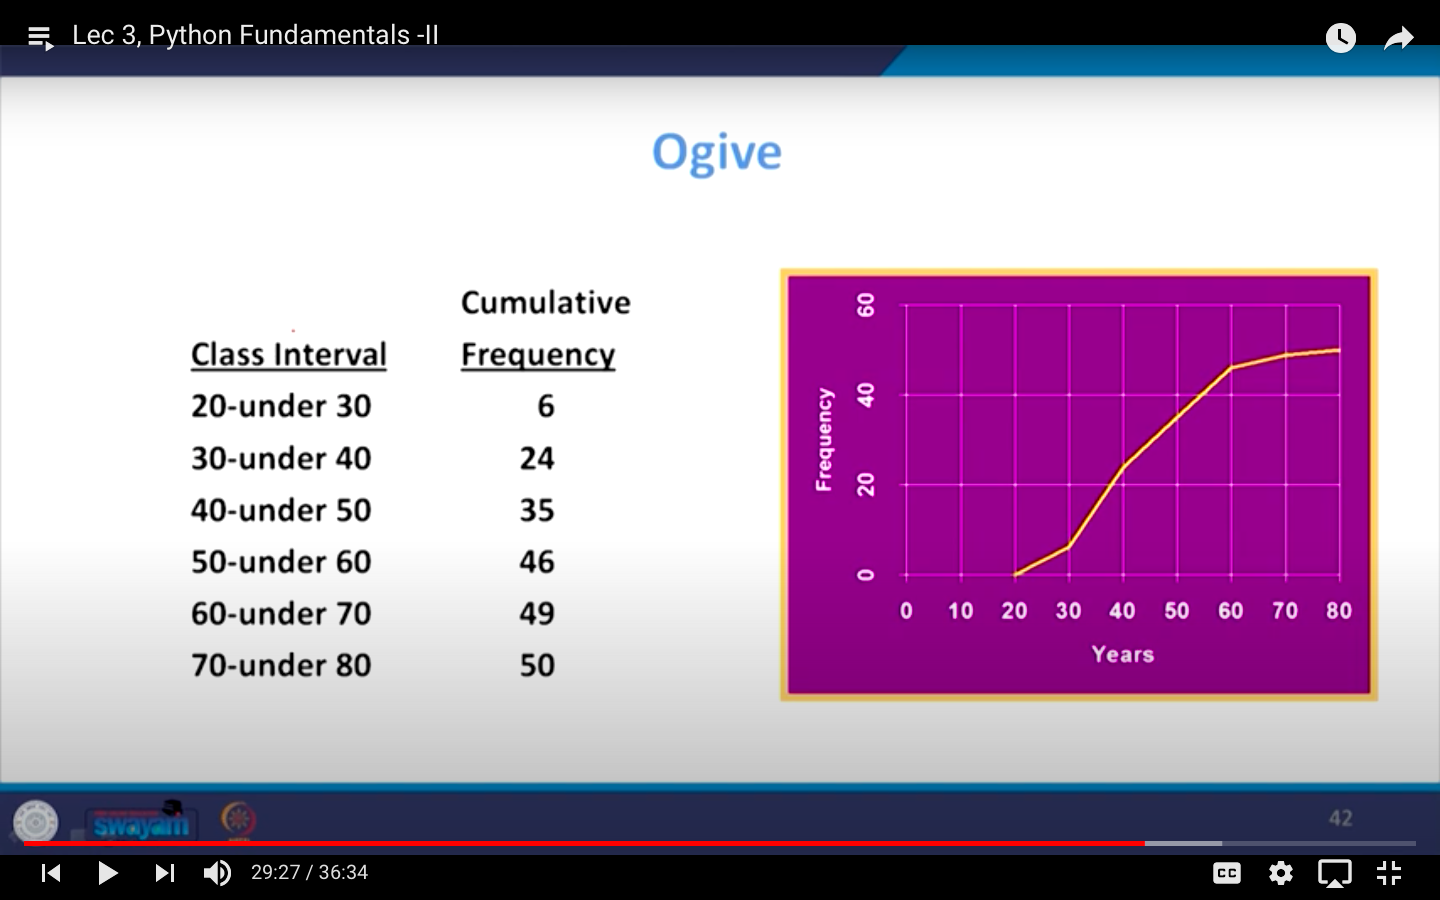 Lec 3, Python Fundamentals -II
Ogive
Cumulative
Class Interval Frequency
20-under 30 6
30-under 40 24
40-under 50 35
50-under 60 46
60-under 70 49
70-under 80 50
60
40
20
0
Frequency
0 10 20 30 40 50 60 70 80
Years
swayam
42
29:27 / 36:34
CC